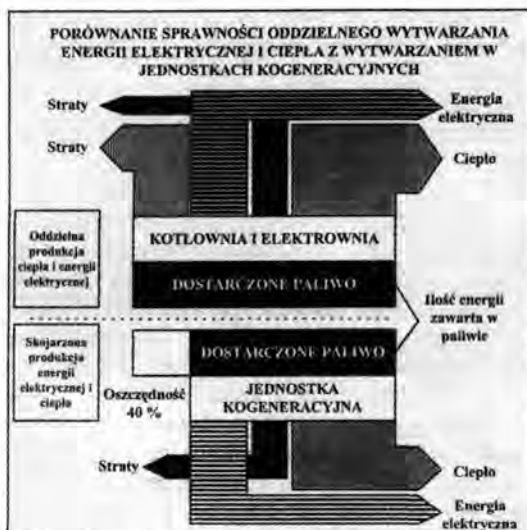 PORÓWNANIE SPRAWNOŚCI ODDZIELNEGO WYTWARZANIA
ENERGII ELEKTRYCZNEJ I CIEPŁA Z WYTWARZANIEM W
JEDNOSTKACH KOGENERACYJNYCH
Straty
Energia
elektryczna
Straty
Ciepło
Oddzielna
produkcja
ciepła i energii
elektrycznej
KOTŁOWNIA I ELEKTROWNIA
DOSTARCZONE PALIWO
Ilość energii
zawarta w
paliwie
Skojarzona
produkcja
energii
elektrycznej i
ciepła
DOSTARCZONE PALIWO
Oszczędność
40 %
JEDNOSTKA
KOGENERACYJNA
Straty
Ciepło
Energia
elektryczna